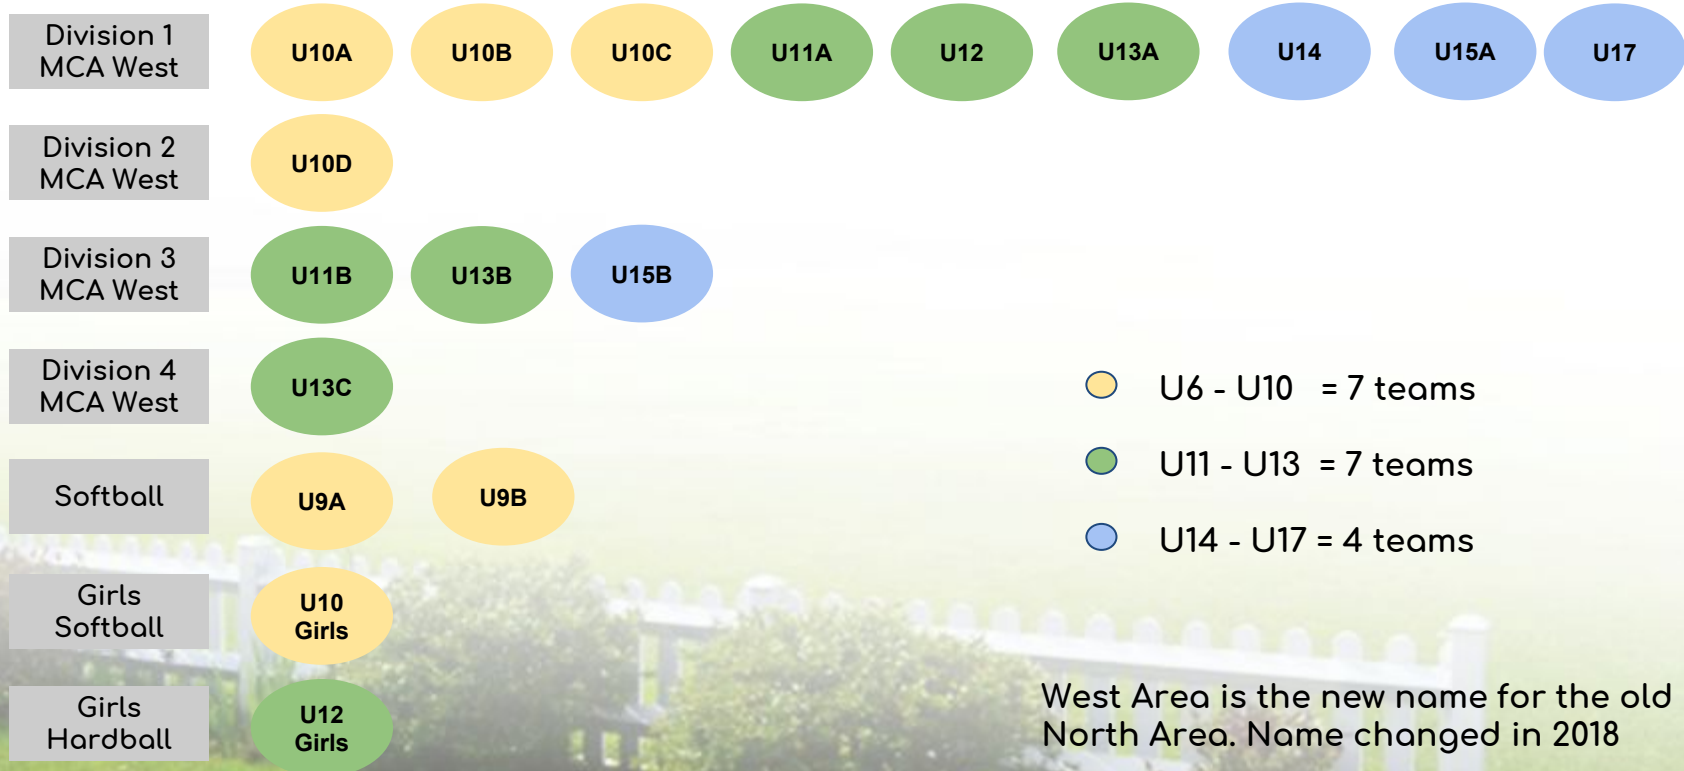 Division 1
MCA West
U10A
U10B
U10C
U11A
U12
U13A
U14
U15A
U17
Division 2
MCA West
U10D
Division 3
MCA West
U11B
U13B
U15B
Division 4
MCA West
U13C
U6 - U10 = 7 teams
U11 - U13 = 7 teams
U14 - U17 = 4 teams
Softball
U9A
U9B
Girls
Softball
U10
Girls
Girls
Hardball
U12
Girls
West Area is the new name for the old
North Area. Name changed in 2018